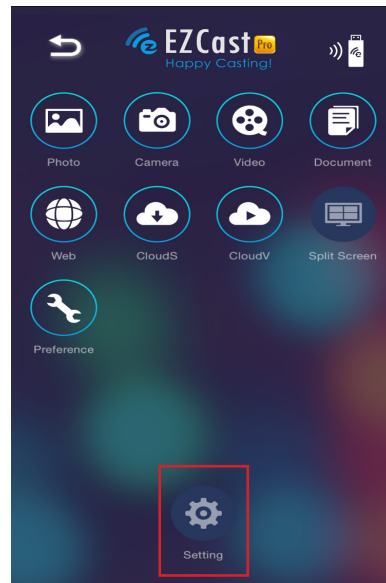 EZCast Pro
Happy Casting!
Photo
Camera
Video
Document
Web
CloudS
CloudV
Split Screen
Preference
Setting